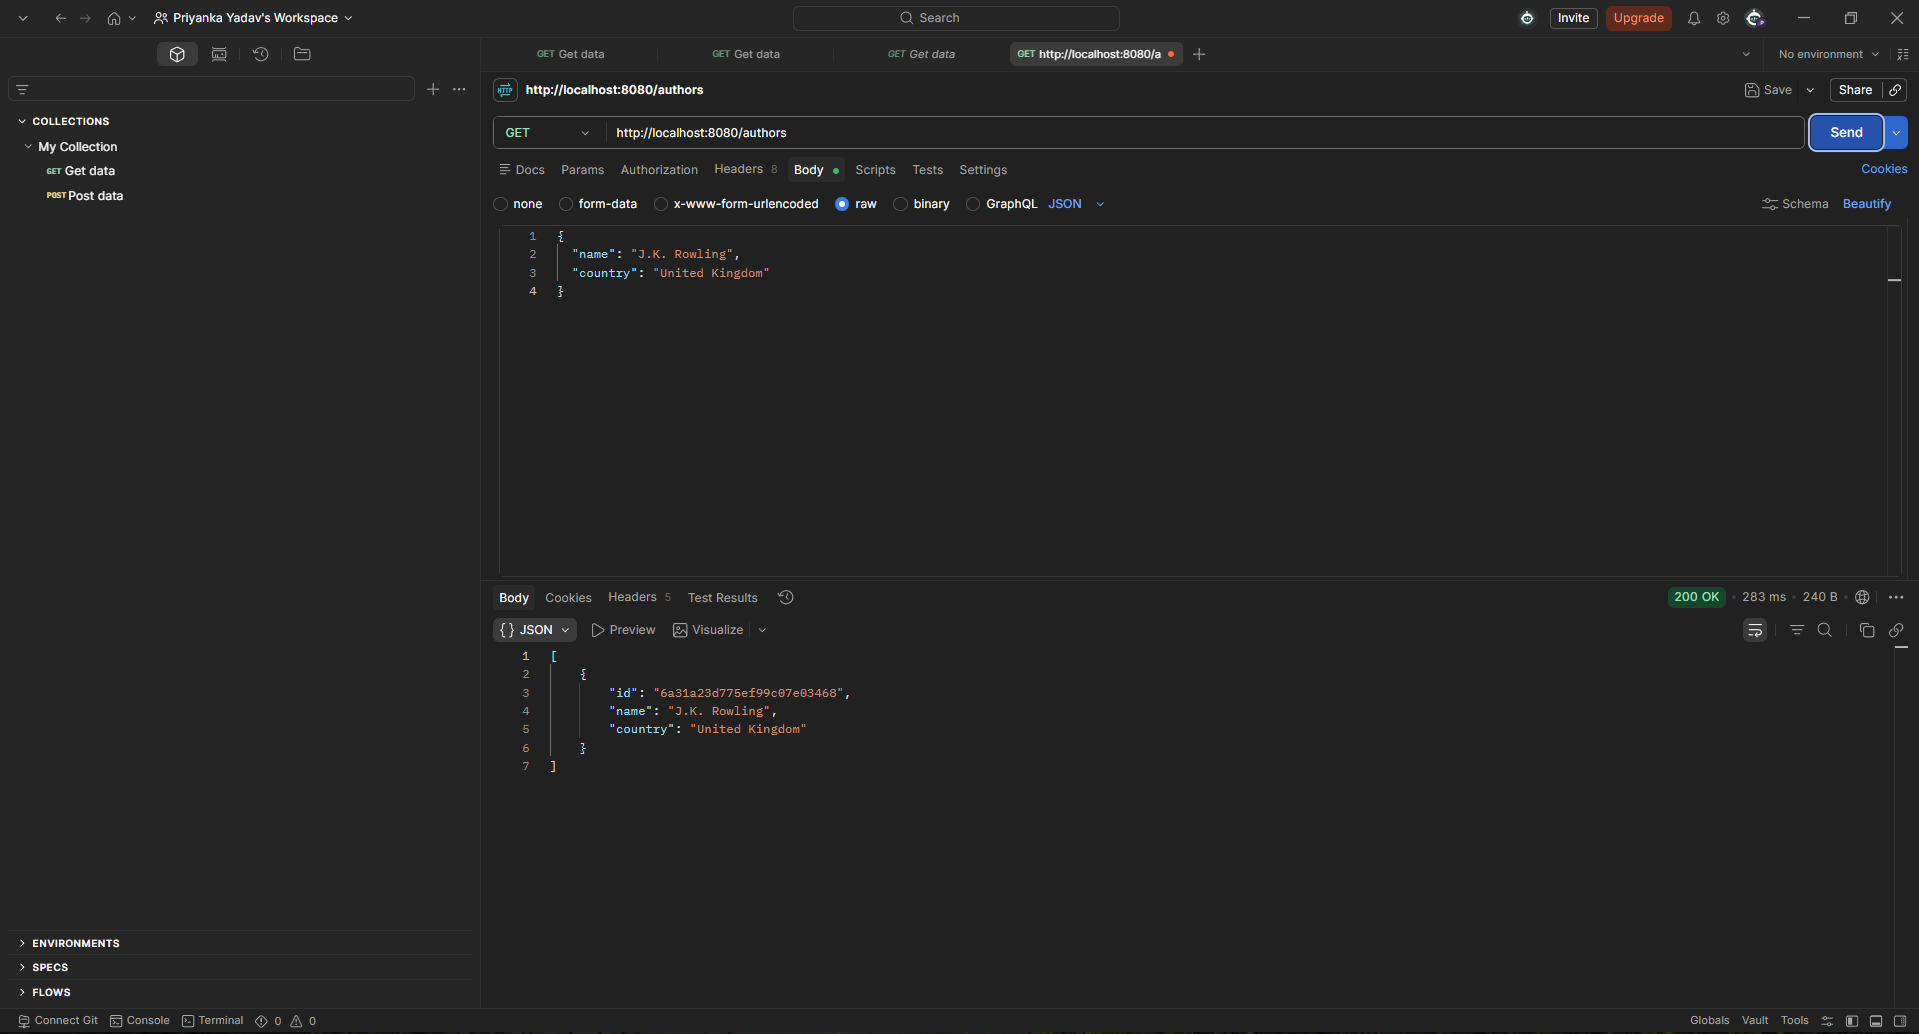 Priyanka Yadav's Workspace
Search
Invite
Upgrade
GET Get data
GET Get data
GET Get data
GET http://localhost:8080/a
No environment
COLLECTIONS
My Collection
GET Get data
POST Post data
ENVIRONMENTS
SPECS
FLOWS
HTTP http://localhost:8080/authors
Save
Share
GET http://localhost:8080/authors
Send
Docs Params Authorization Headers 8 Body Scripts Tests Settings
Cookies
none form-data x-www-form-urlencoded raw binary GraphQL JSON
Schema Beautify
1 {
2 "name": "J.K. Rowling",
3 "country": "United Kingdom"
4 }
Body Cookies Headers 5 Test Results
200 OK • 283 ms • 240 B
{} JSON Preview Visualize
1 [
2 {
3 "id": "6a31a23d775ef99c07e03468",
4 "name": "J.K. Rowling",
5 "country": "United Kingdom"
6 }
7 ]
Connect Git Console Terminal 0 0
Globals Vault Tools